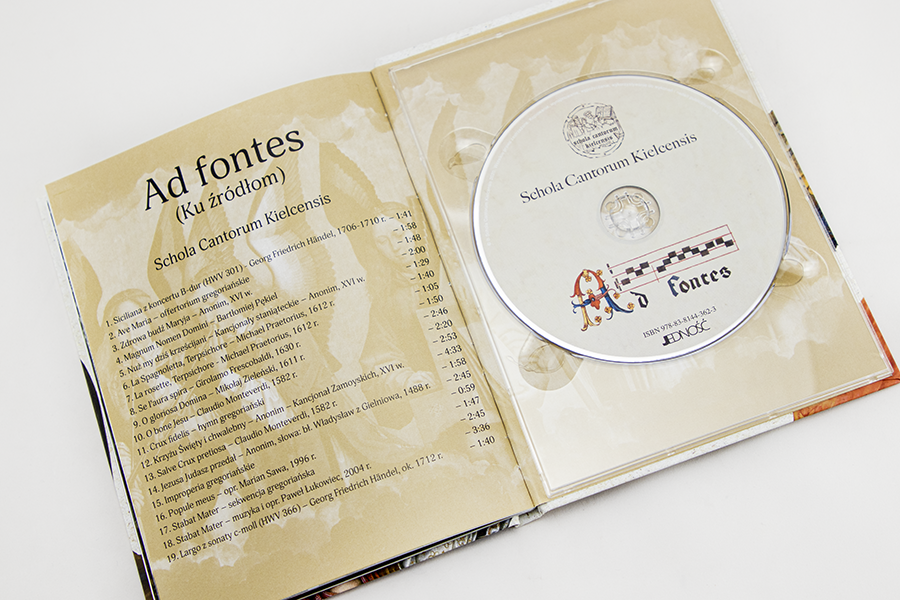 Ad fontes
(Ku źródłom)
Schola Cantorum Kielcensis
1. Siciliana z koncertu B-dur (HWV 301) - Georg Friedrich Händel, 1706-1710 r. – 1:41
2. Ave Maria – offertorium gregoriańskie – 1:58
3. Zdrowa bądź Maryja – Anonim, XVI w. – 1:48
4. Magnum Nomen Domini – Bartłomiej Pękiel – 2:00
5. Nuż my dziś krześcijani – Kancjonały staniąteckie – Anonim, XVI w. – 1:29
6. La Spagnoletta, Terpsichore – Michael Praetorius, 1612 r. – 1:40
7. La rosette, Terpsichore – Michael Praetorius, 1612 r. – 1:05
8. Se l'aura spira – Girolamo Frescobaldi, 1630 r. – 1:50
9. O gloriosa Domina – Mikołaj Zieleński, 1611 r. – 2:46
10. O bone Jesu – Claudio Monteverdi, 1582 r. – 2:20
11. Crux fidelis – hymn gregoriański – 2:53
12. Krzyżu Święty i chwalebny – Anonim – Kancjonał Zamoyskich, XVI w. – 4:33
13. Salve Crux pretiosa – Claudio Monteverdi, 1582 r. – 1:58
14. Jezusa Judasz przedał – Anonim, słowa: bł. Władysław z Gielniowa, 1488 r. – 2:45
15. Improperia gregoriańskie – 0:59
16. Popule meus – opr. Marian Sawa, 1996 r. – 1:47
17. Stabat Mater – sekwencja gregoriańska – 2:45
18. Stabat Mater – muzyka i opr. Paweł Łukowiec, 2004 r. – 3:36
19. Largo z sonaty c-moll (HWV 366) – Georg Friedrich Händel, ok. 1712 r. – 1:40
schola cantorum
kielcensis
Schola Cantorum Kielcensis
Ad fontes
ISBN 978-83-8144-362-3
JEDNOŚĆ